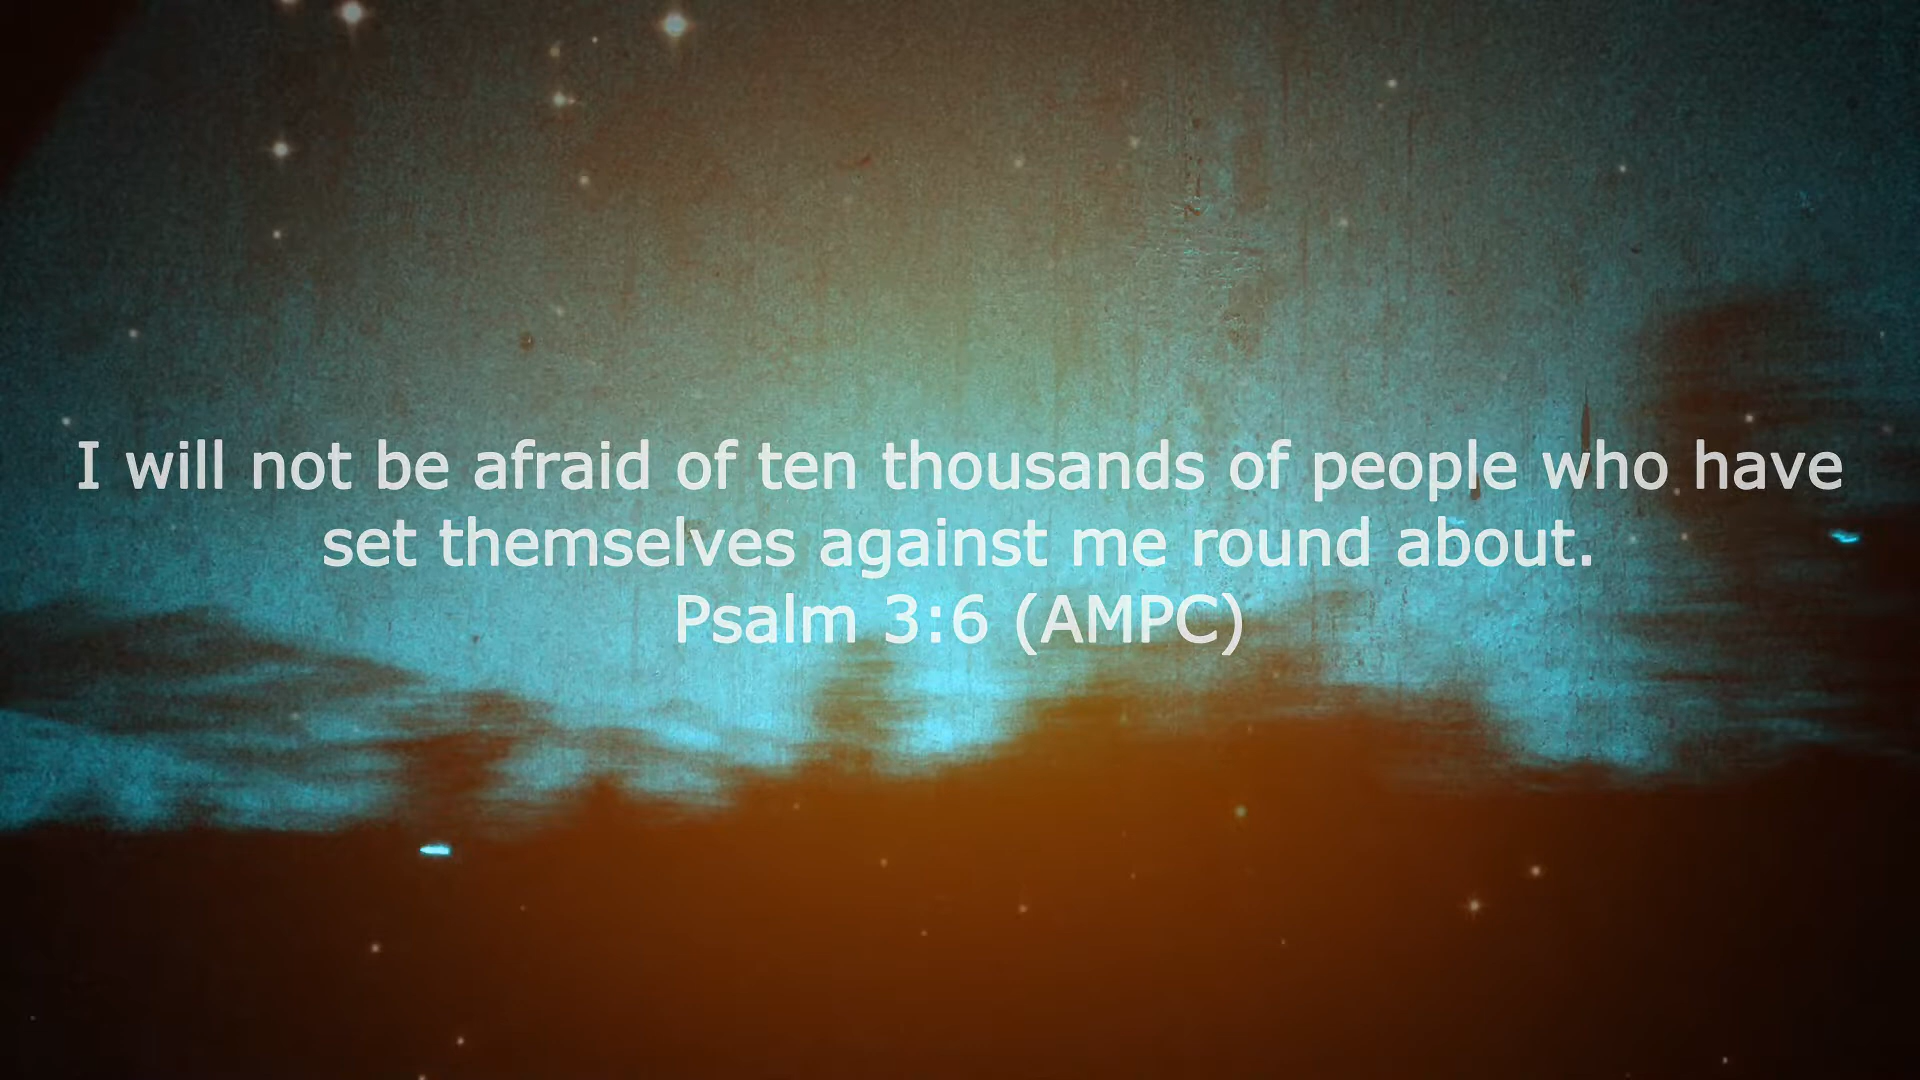 I will not be afraid of ten thousands of people who have
set themselves against me round about.
Psalm 3:6 (AMPC)